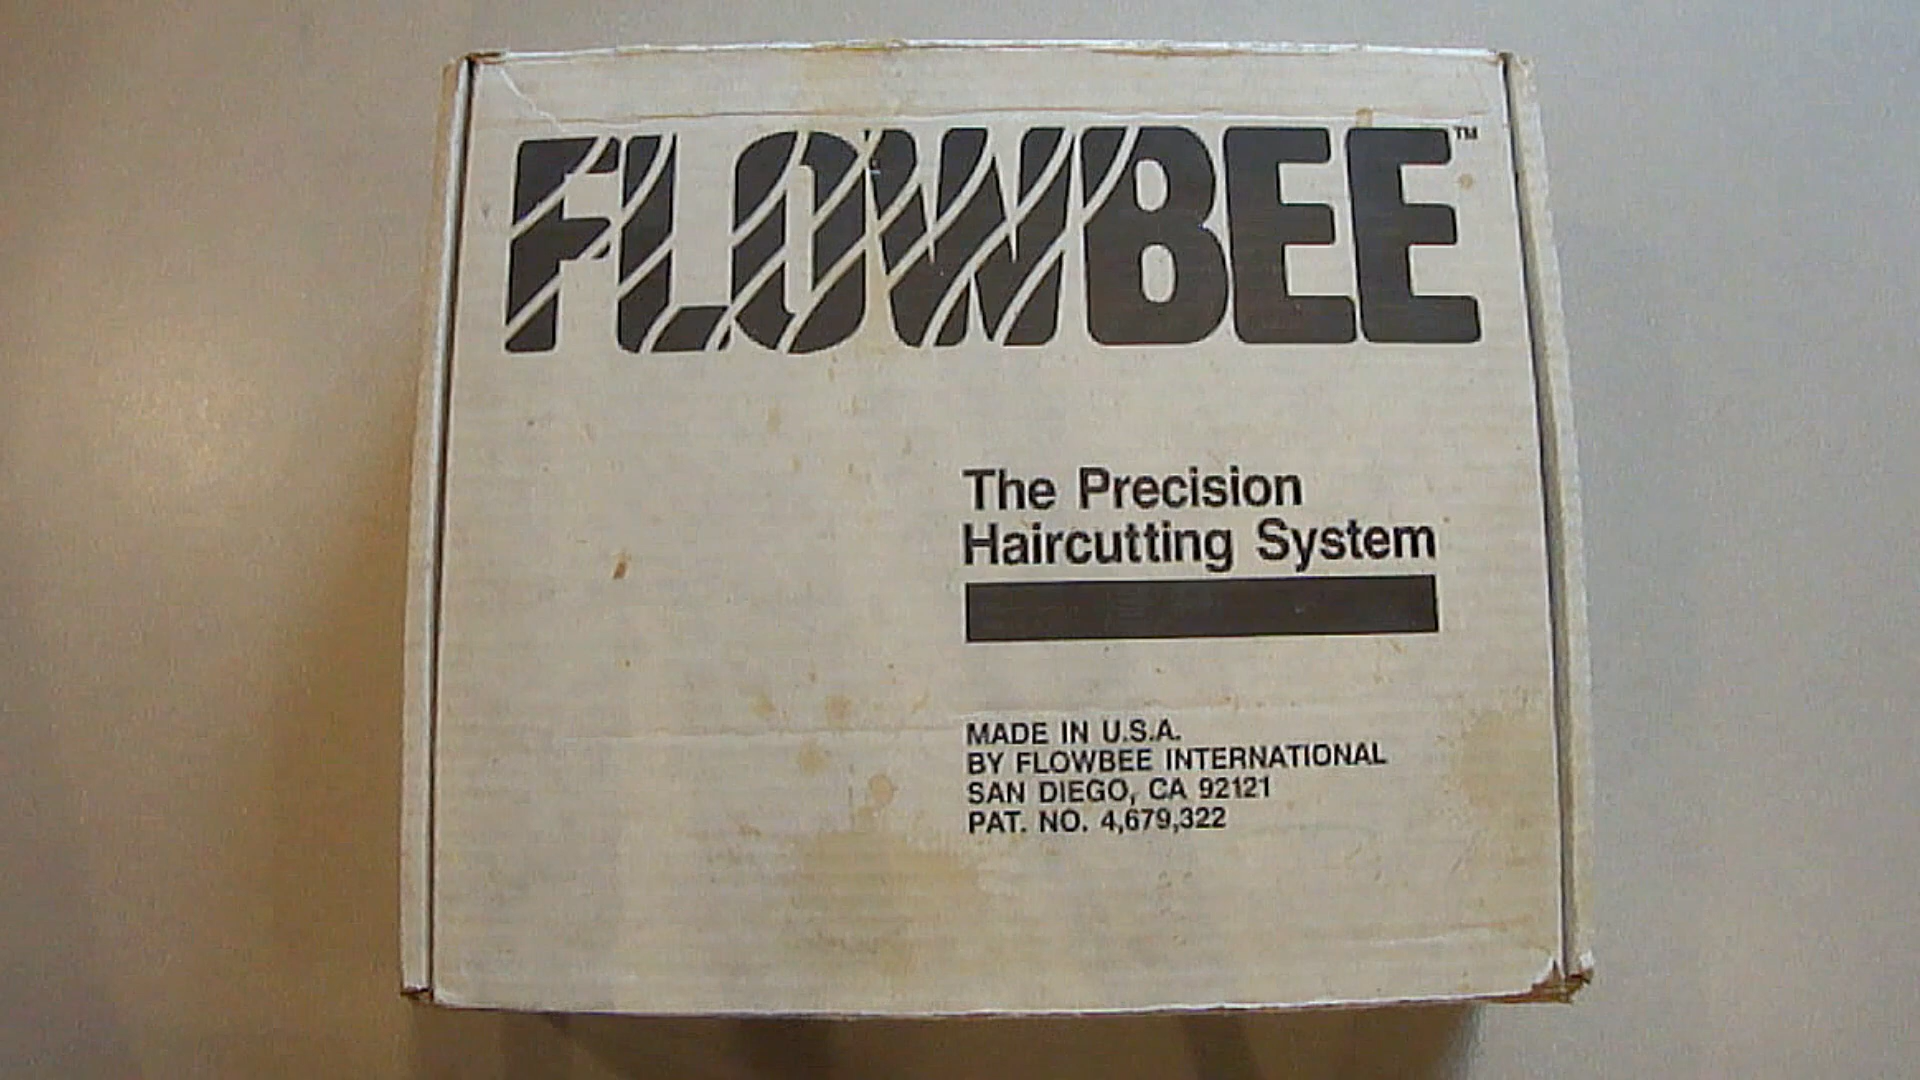 FLOWBEE™
The Precision
Haircutting System
MADE IN U.S.A.
BY FLOWBEE INTERNATIONAL
SAN DIEGO, CA 92121
PAT. NO. 4,679,322